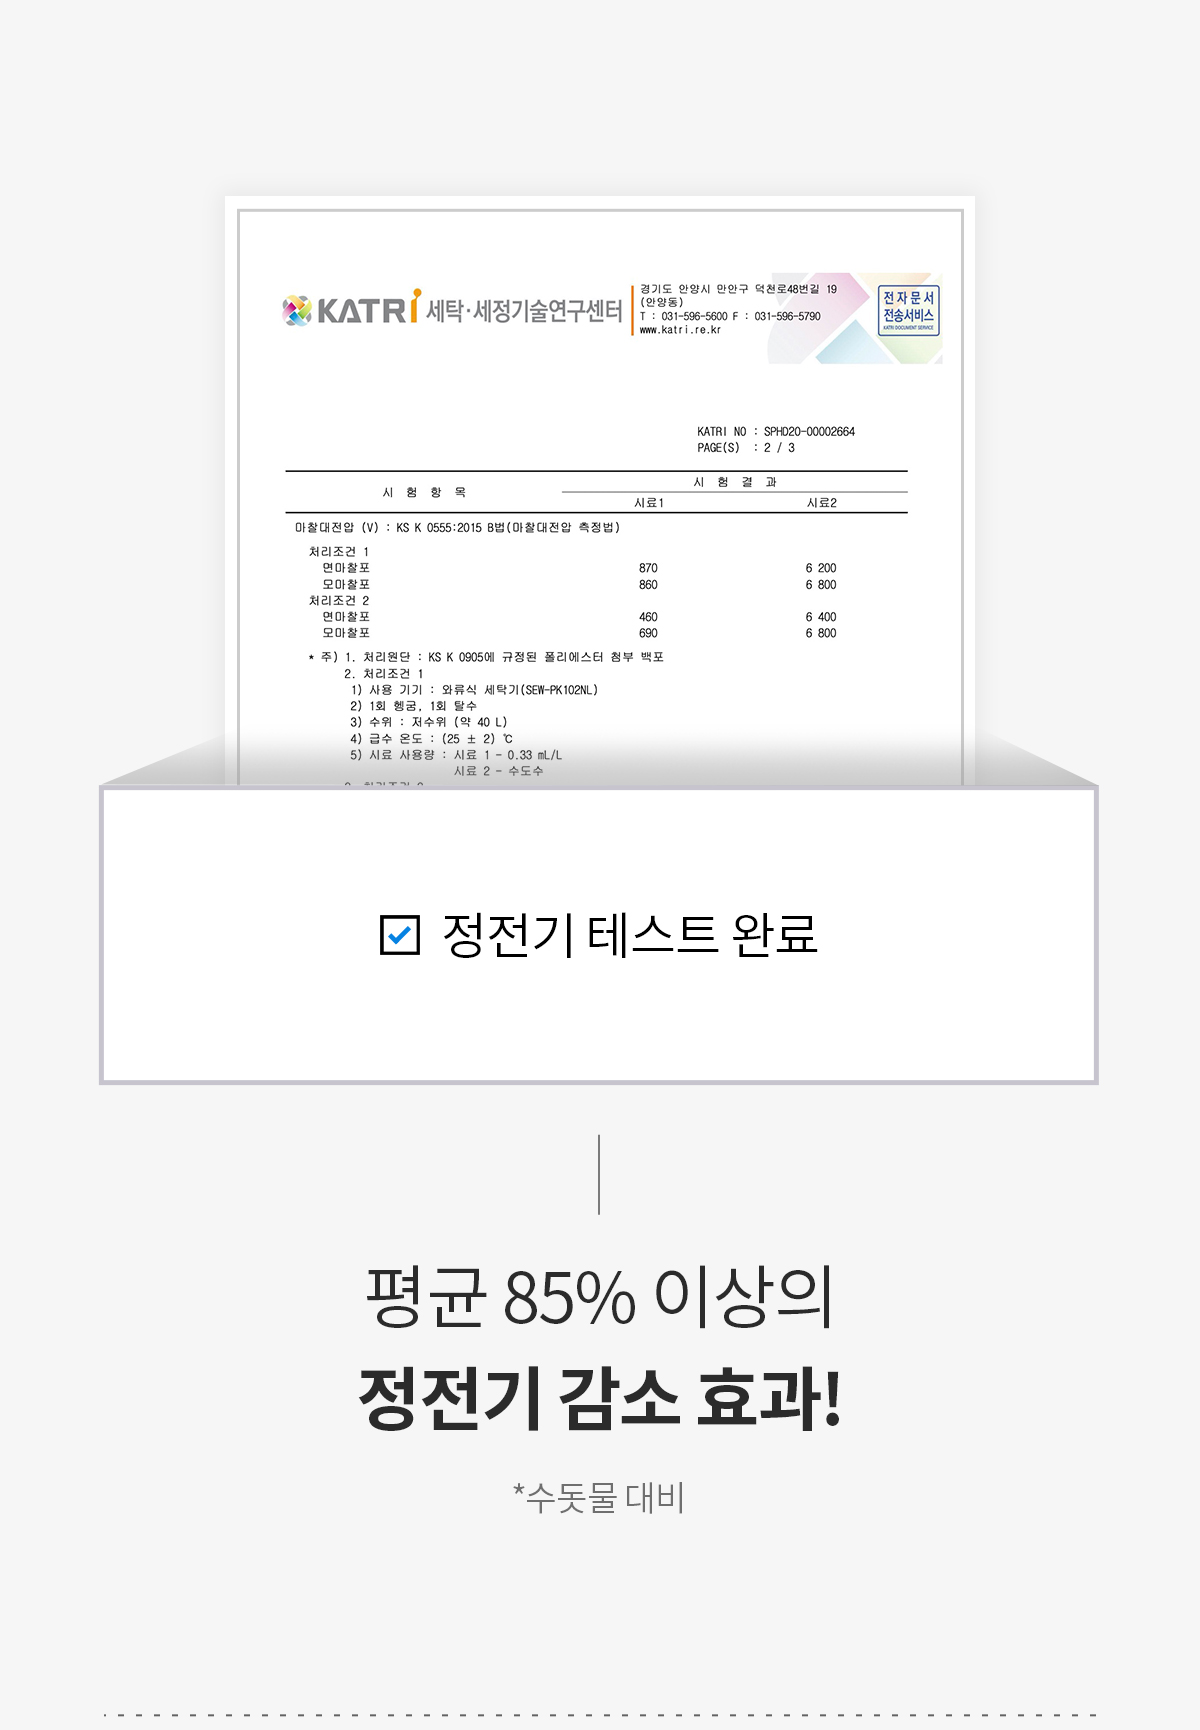 KATRI 세탁·세정기술연구센터
경기도 안양시 만안구 덕천로48번길 19
(안양동)
T : 031-596-5600 F : 031-596-5790
www.katri.re.kr
전자문서
전송서비스
KATRI DOCUMENT SERVICE
KATRI NO : SPHD20-00002664
PAGE(S) : 2 / 3
시 험 항 목
시 험 결 과
시료1 시료2
마찰대전압 (V) : KS K 0555:2015 B법(마찰대전압 측정법)
처리조건 1
면마찰포 870 6 200
모마찰포 860 6 800
처리조건 2
면마찰포 460 6 400
모마찰포 690 6 800
* 주) 1. 처리원단 : KS K 0905에 규정된 폴리에스터 첨부 백포
2. 처리조건 1
1) 사용 기기 : 와류식 세탁기(SEW-PK102NL)
2) 1회 헹굼, 1회 탈수
3) 수위 : 저수위 (약 40 L)
4) 급수 온도 : (25 ± 2) ℃
5) 시료 사용량 : 시료 1 - 0.33 mL/L
시료 2 - 수도수
정전기 테스트 완료
평균 85% 이상의
정전기 감소 효과!
*수돗물 대비